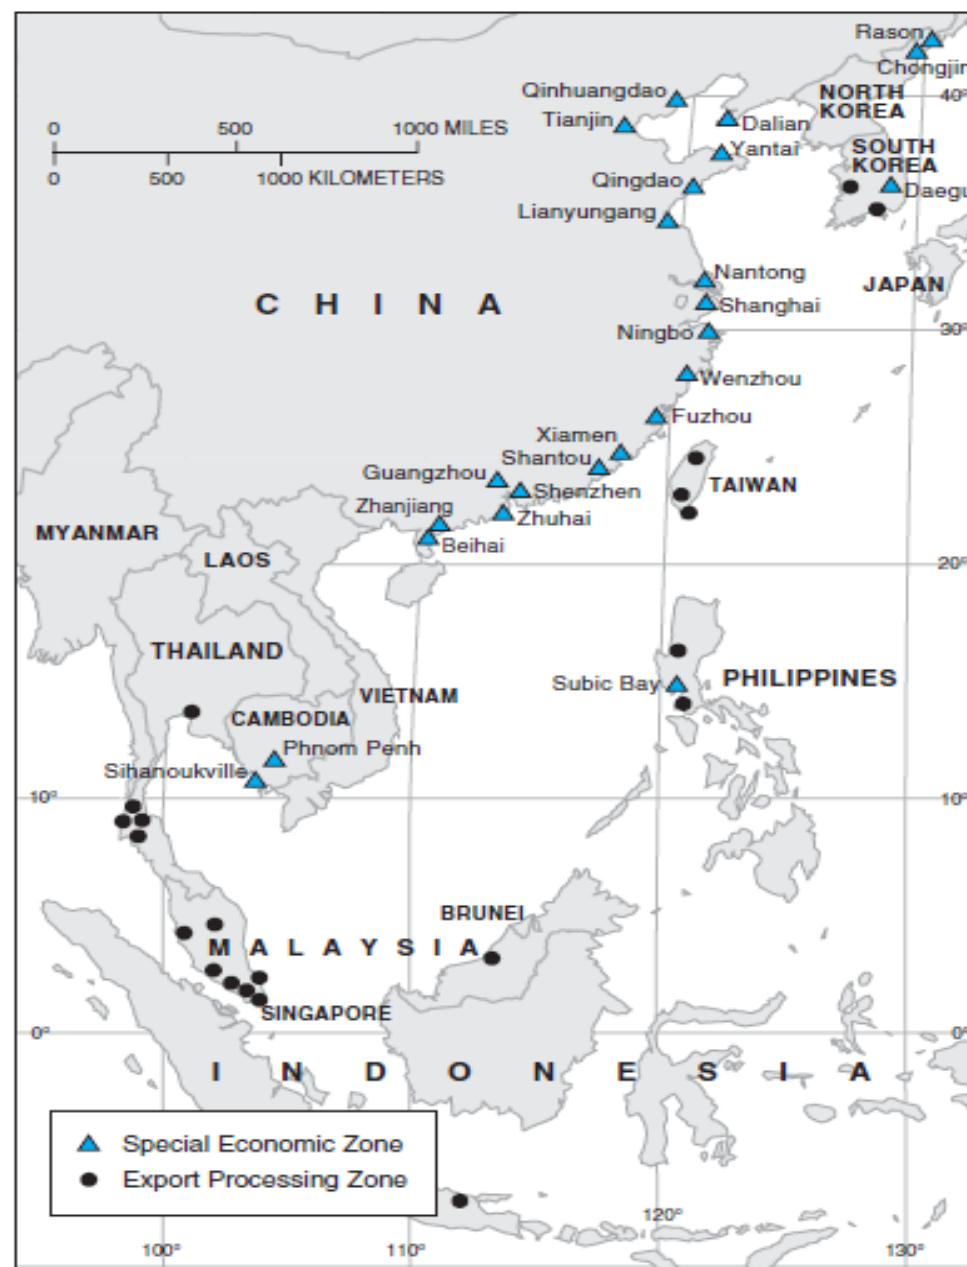 Rason
Chongjin
40°
NORTH
KOREA
Qinhuangdao
Tianjin
Dalian
Yantai
0 500 1000 MILES
0 500 1000 KILOMETERS
SOUTH
KOREA
Daegu
Qingdao
Lianyungang
Nantong
JAPAN
CHINA
Shanghai
Ningbo
30°
Wenzhou
Fuzhou
Xiamen
Shantou
Guangzhou
TAIWAN
Shenzhen
Zhanjiang
Zhuhai
MYANMAR
Beihai
LAOS
20°
THAILAND
Subic Bay
PHILIPPINES
VIETNAM
CAMBODIA
Phnom Penh
Sihanoukville
10°
10°
BRUNEI
MALAYSIA
SINGAPORE
0°
0°
INDONESIA
Special Economic Zone
Export Processing Zone
100°
110°
120°
130°